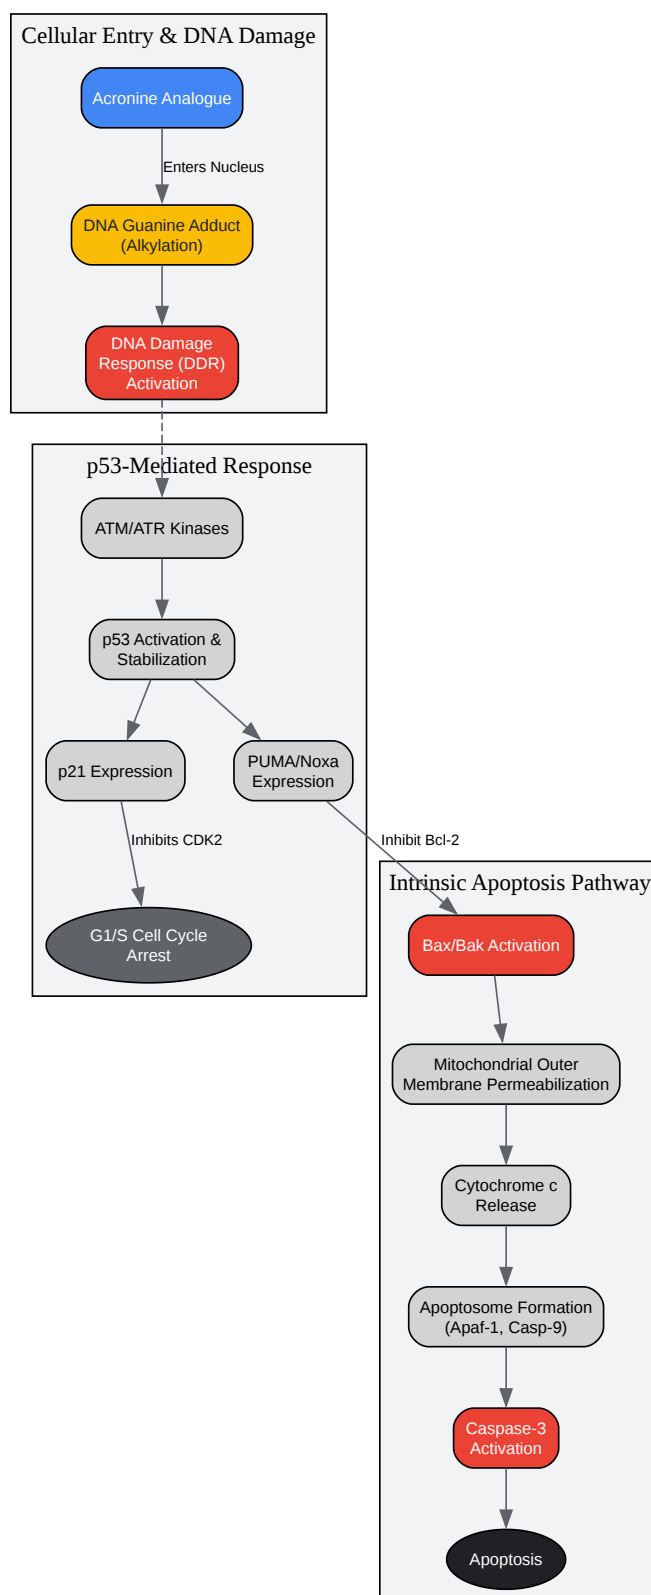 Cellular Entry & DNA Damage
Acronine Analogue
Enters Nucleus
DNA Guanine Adduct
(Alkylation)
DNA Damage
Response (DDR)
Activation
p53-Mediated Response
ATM/ATR Kinases
p53 Activation &
Stabilization
p21 Expression
PUMA/Noxa
Expression
Inhibits CDK2
Inhibit Bcl-2
G1/S Cell Cycle
Arrest
Intrinsic Apoptosis Pathway
Bax/Bak Activation
Mitochondrial Outer
Membrane Permeabilization
Cytochrome c
Release
Apoptosome Formation
(Apaf-1, Casp-9)
Caspase-3
Activation
Apoptosis